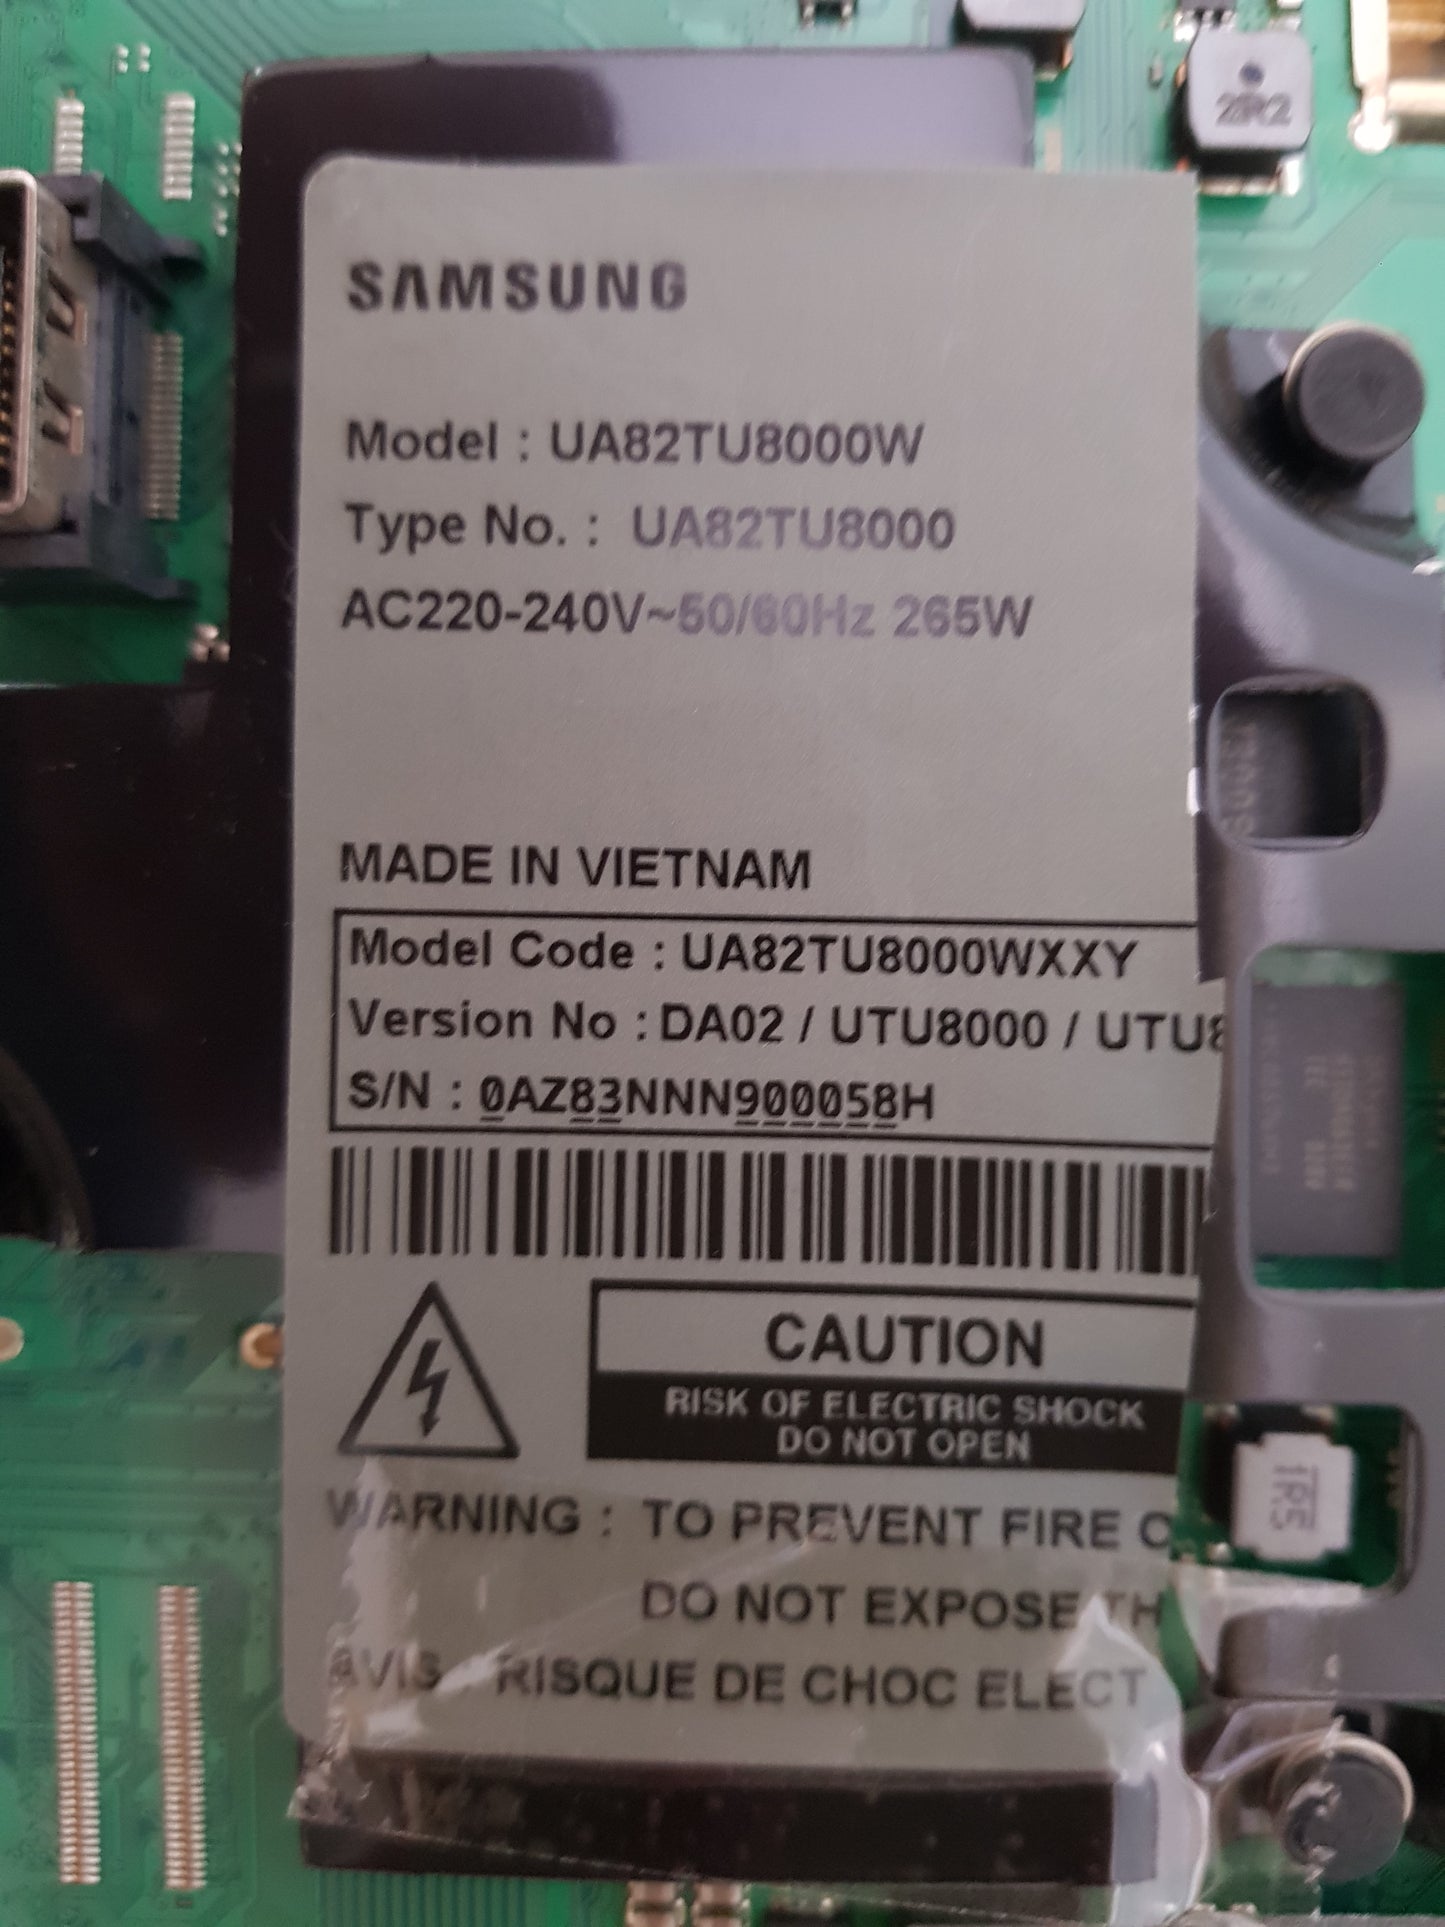 2R2
SAMSUNG
Model : UA82TU8000W
Type No. : UA82TU8000
AC220-240V~50/60Hz 265W
MADE IN VIETNAM
Model Code : UA82TU8000WXXY
Version No : DA02 / UTU8000 / UTU8
S/N : 0AZ83NNN900058H
CAUTION
RISK OF ELECTRIC SHOCK
DO NOT OPEN
WARNING : TO PREVENT FIRE
DO NOT EXPOSE TH
AVIS RISQUE DE CHOC ELECT
1R5